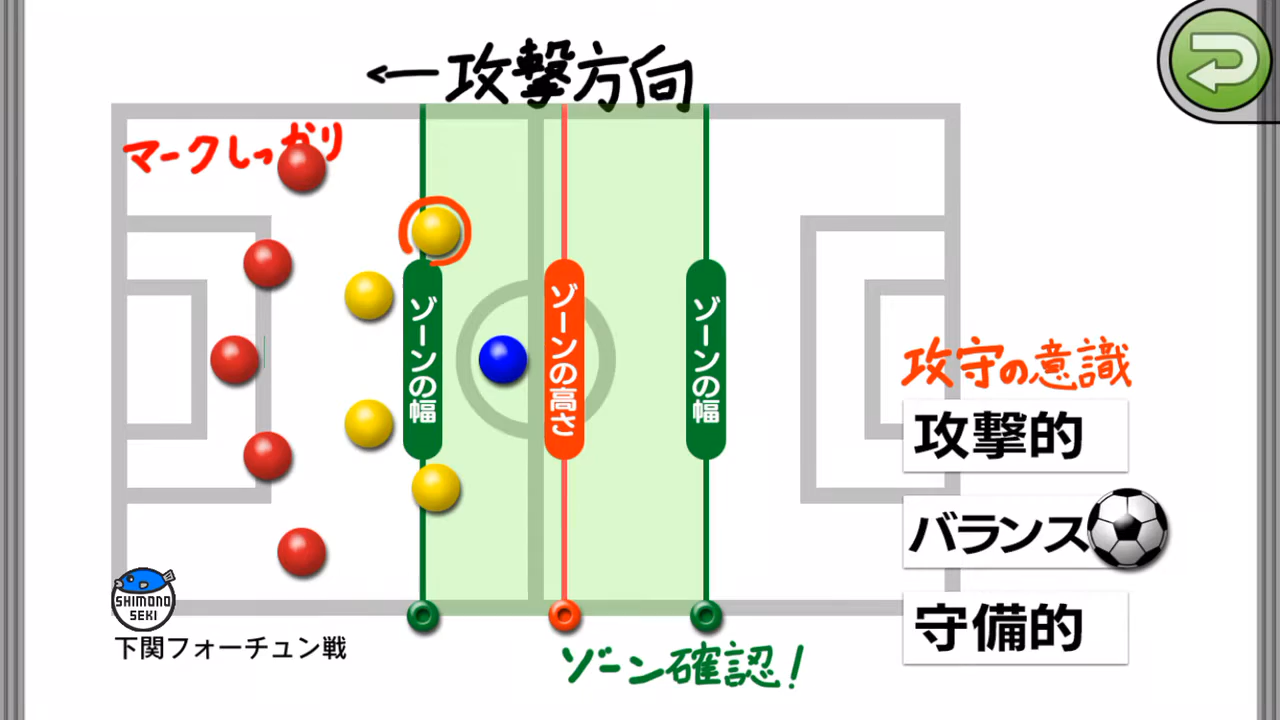 ←攻撃方向
マークしっかり
ゾーンの幅
ゾーンの高さ
ゾーンの幅
攻守の意識
攻撃的
バランス
守備的
SHIMONO
SEKI
下関フォーチュン戦
ゾーン確認!